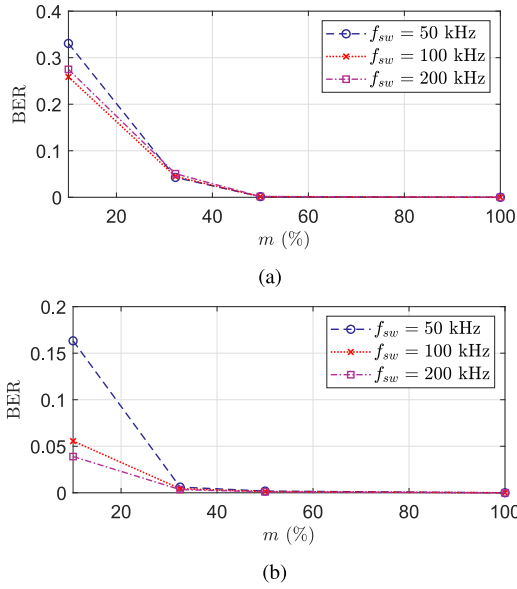 0.4
0.3
0.2
0.1
0
BER
f_sw = 50 kHz
f_sw = 100 kHz
f_sw = 200 kHz
20 40 60 80 100
m (%)
(a)
0.2
0.15
0.1
0.05
0
BER
f_sw = 50 kHz
f_sw = 100 kHz
f_sw = 200 kHz
20 40 60 80 100
m (%)
(b)